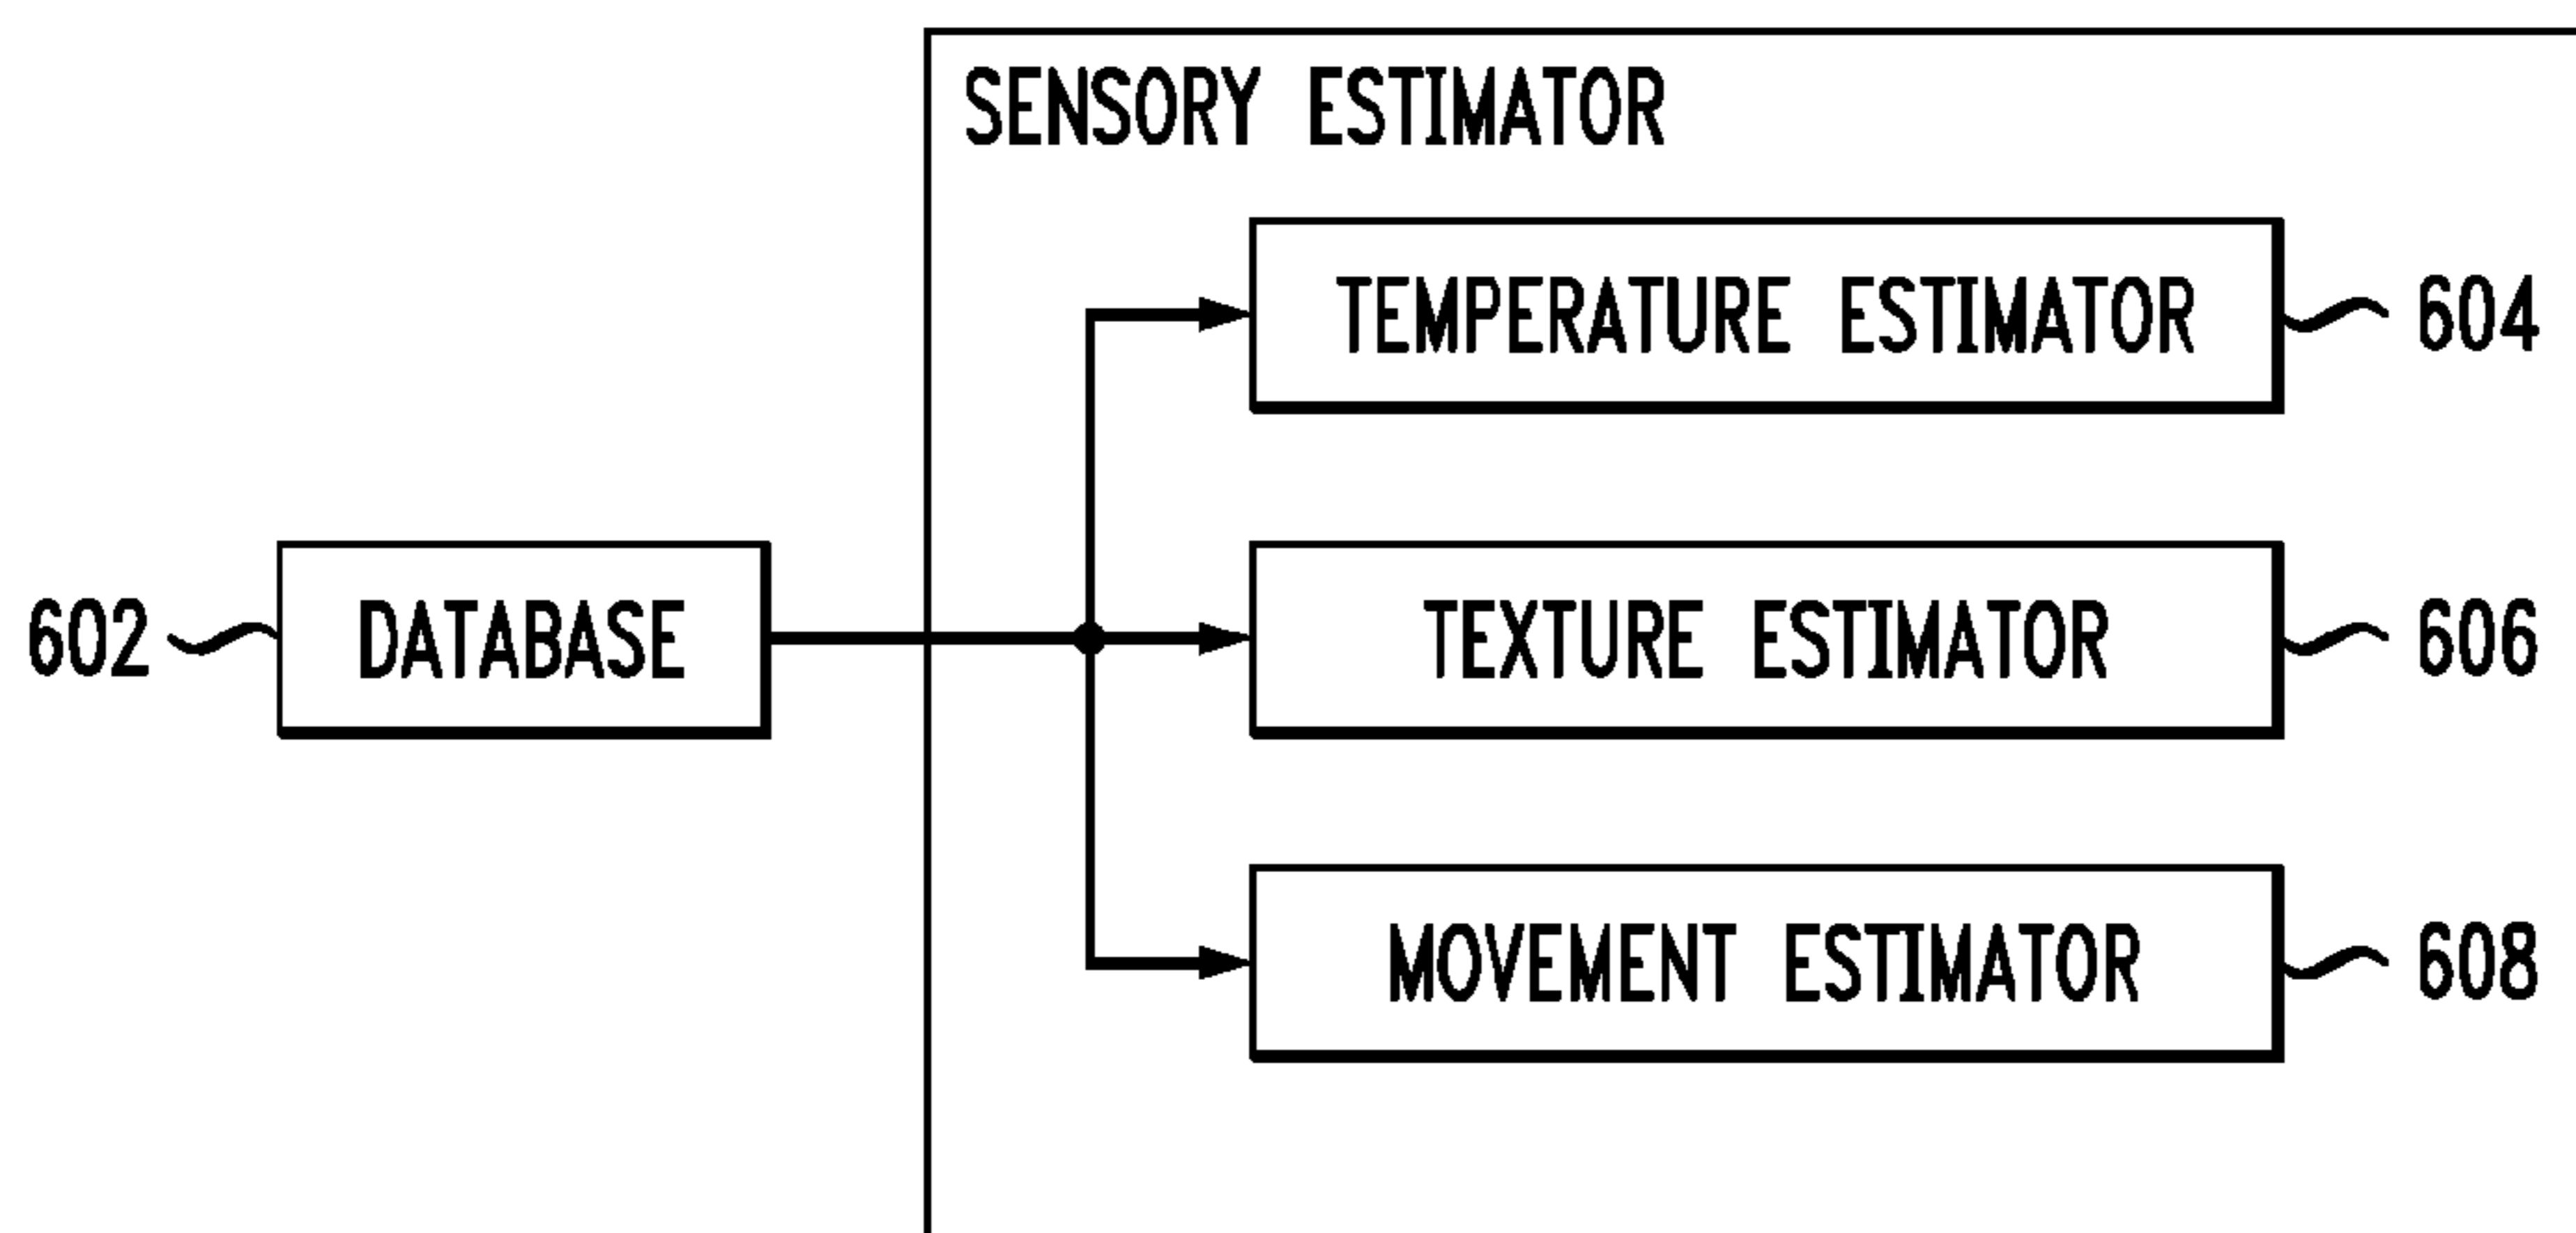 SENSORY ESTIMATOR
TEMPERATURE ESTIMATOR
604
602
DATABASE
TEXTURE ESTIMATOR
606
MOVEMENT ESTIMATOR
608